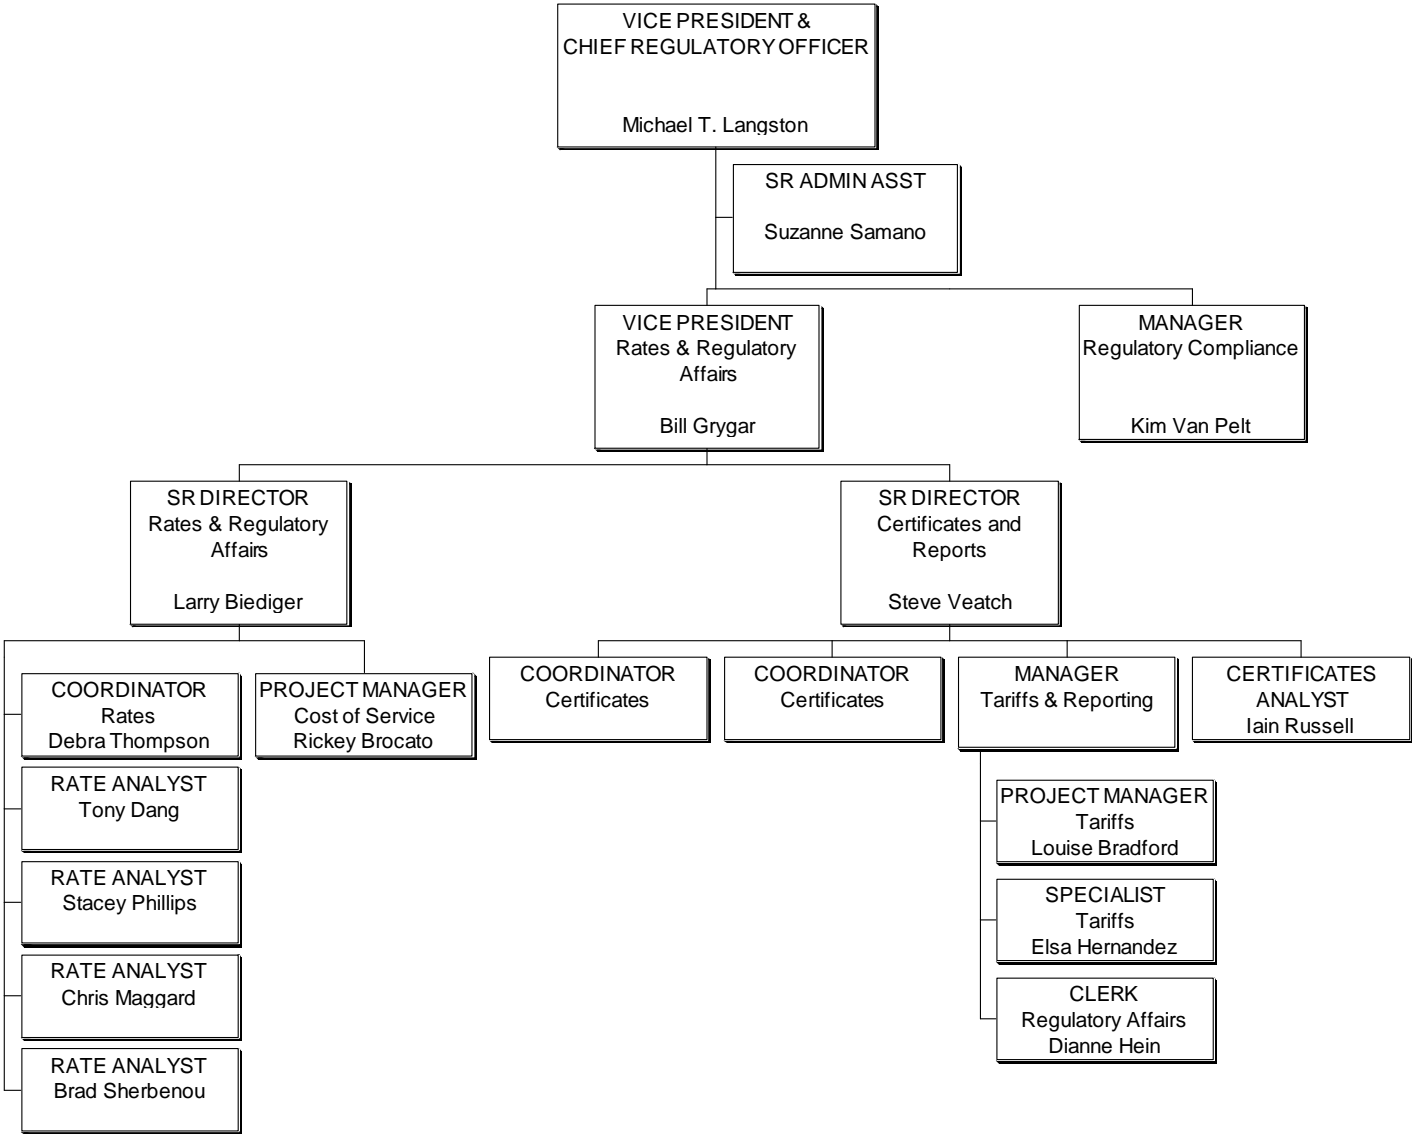 VICE PRESIDENT &
CHIEF REGULATORY OFFICER
Michael T. Langston
SR ADMIN ASST
Suzanne Samano
VICE PRESIDENT
Rates & Regulatory
Affairs
Bill Grygar
MANAGER
Regulatory Compliance
Kim Van Pelt
SR DIRECTOR
Rates & Regulatory
Affairs
Larry Biediger
SR DIRECTOR
Certificates and
Reports
Steve Veatch
COORDINATOR
Rates
Debra Thompson
PROJECT MANAGER
Cost of Service
Rickey Brocato
RATE ANALYST
Tony Dang
RATE ANALYST
Stacey Phillips
RATE ANALYST
Chris Maggard
RATE ANALYST
Brad Sherbenou
COORDINATOR
Certificates
COORDINATOR
Certificates
MANAGER
Tariffs & Reporting
CERTIFICATES
ANALYST
Iain Russell
PROJECT MANAGER
Tariffs
Louise Bradford
SPECIALIST
Tariffs
Elsa Hernandez
CLERK
Regulatory Affairs
Dianne Hein